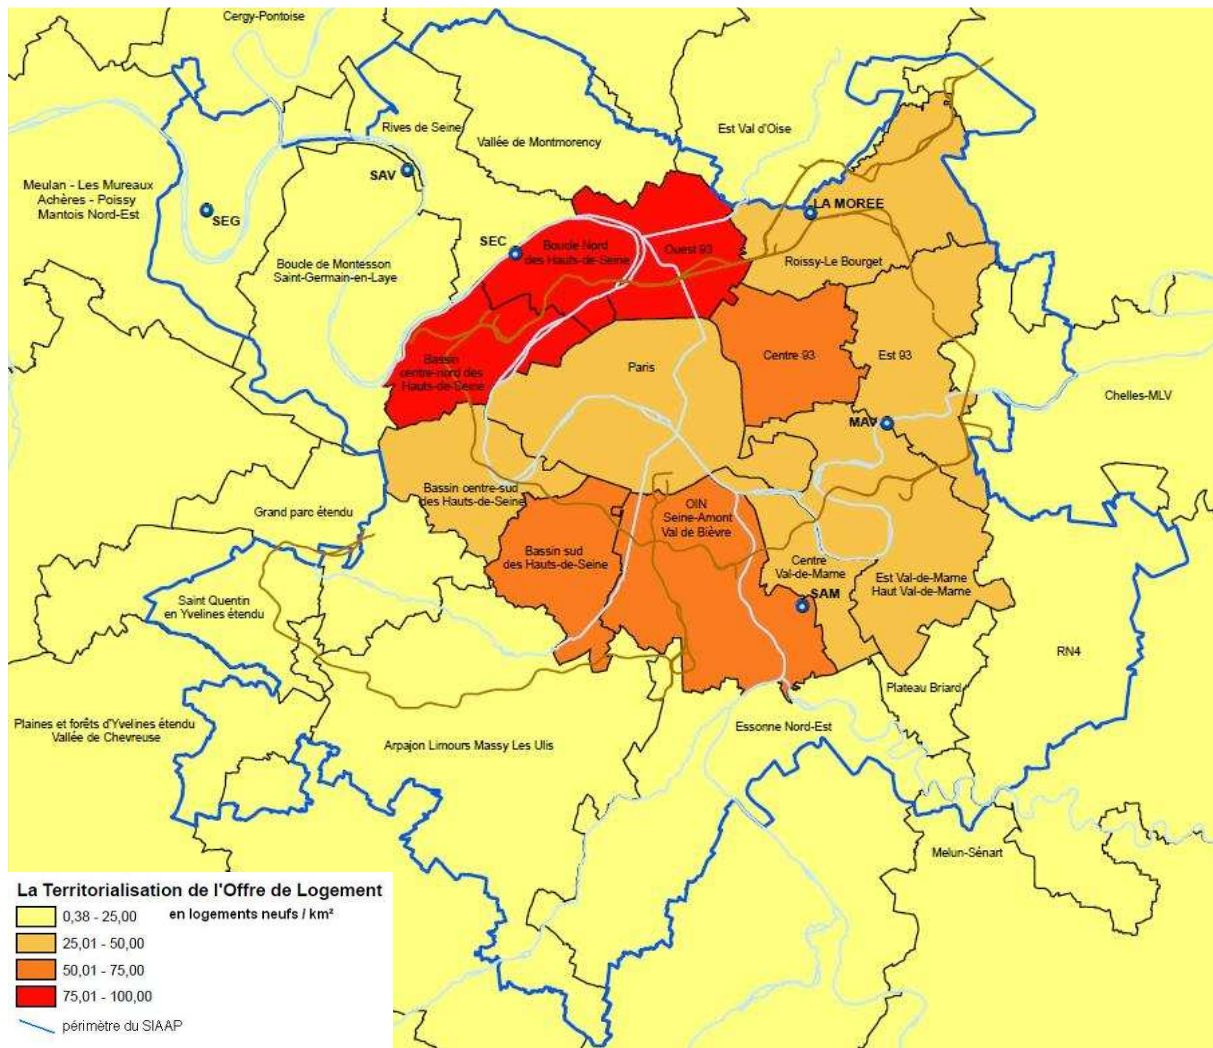 Cergy-Pontoise
Rives de Seine
Vallée de Montmorency
Est Val d'Oise
SAV
Meulan - Les Mureaux
Achères - Poissy
Mantois Nord-Est
SEG
LA MOREE
SEC
Boucle Nord
des Hauts-de-Seine
Ouest 93
Roissy-Le Bourget
Boucle de Montesson
Saint-Germain-en-Laye
Bassin
centre-nord des
Hauts-de-Seine
Paris
Centre 93
Est 93
Chelles-MLV
MAV
Bassin centre-sud
des Hauts-de-Seine
Grand parc étendu
OIN
Seine-Amont
Val de Bièvre
Bassin sud
des Hauts-de-Seine
Centre
Val-de-Marne
Est Val-de-Marne
Haut Val-de-Marne
SAM
Saint Quentin
en Yvelines étendu
RN4
Plateau Briard
Plaines et forêts d'Yvelines étendu
Vallée de Chevreuse
Arpajon Limours Massy Les Ulis
Essonne Nord-Est
Melun-Sénart
La Territorialisation de l'Offre de Logement
en logements neufs / km²
0,38 - 25,00
25,01 - 50,00
50,01 - 75,00
75,01 - 100,00
périmètre du SIAAP